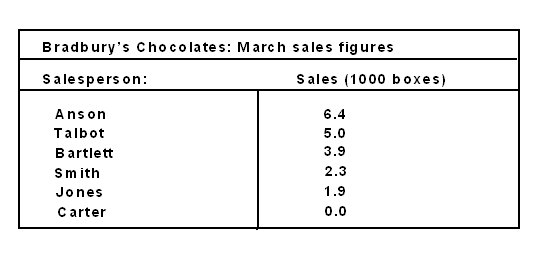 Bradbury's Chocolates: March sales figures
Salesperson: Sales (1000 boxes)
Anson 6.4
Talbot 5.0
Bartlett 3.9
Smith 2.3
Jones 1.9
Carter 0.0